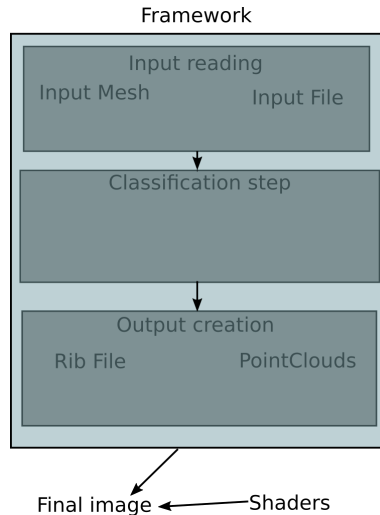 Framework
Input reading
Input Mesh
Input File
Classification step
Output creation
Rib File
PointClouds
Final image
Shaders